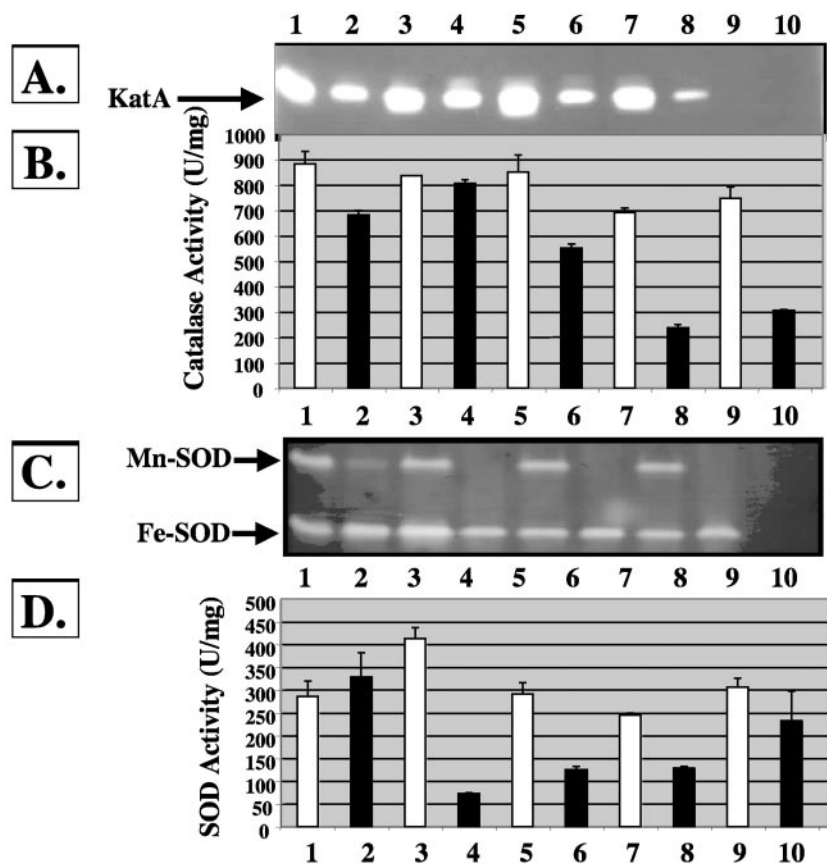 1 2 3 4 5 6 7 8 9 10
A.
KatA
B.
Catalase Activity (U/mg)
1000
900
800
700
600
500
400
300
200
100
0
1 2 3 4 5 6 7 8 9 10
C.
Mn-SOD
Fe-SOD
1 2 3 4 5 6 7 8 9 10
D.
SOD Activity (U/mg)
500
450
400
350
300
250
200
150
100
50
0
1 2 3 4 5 6 7 8 9 10